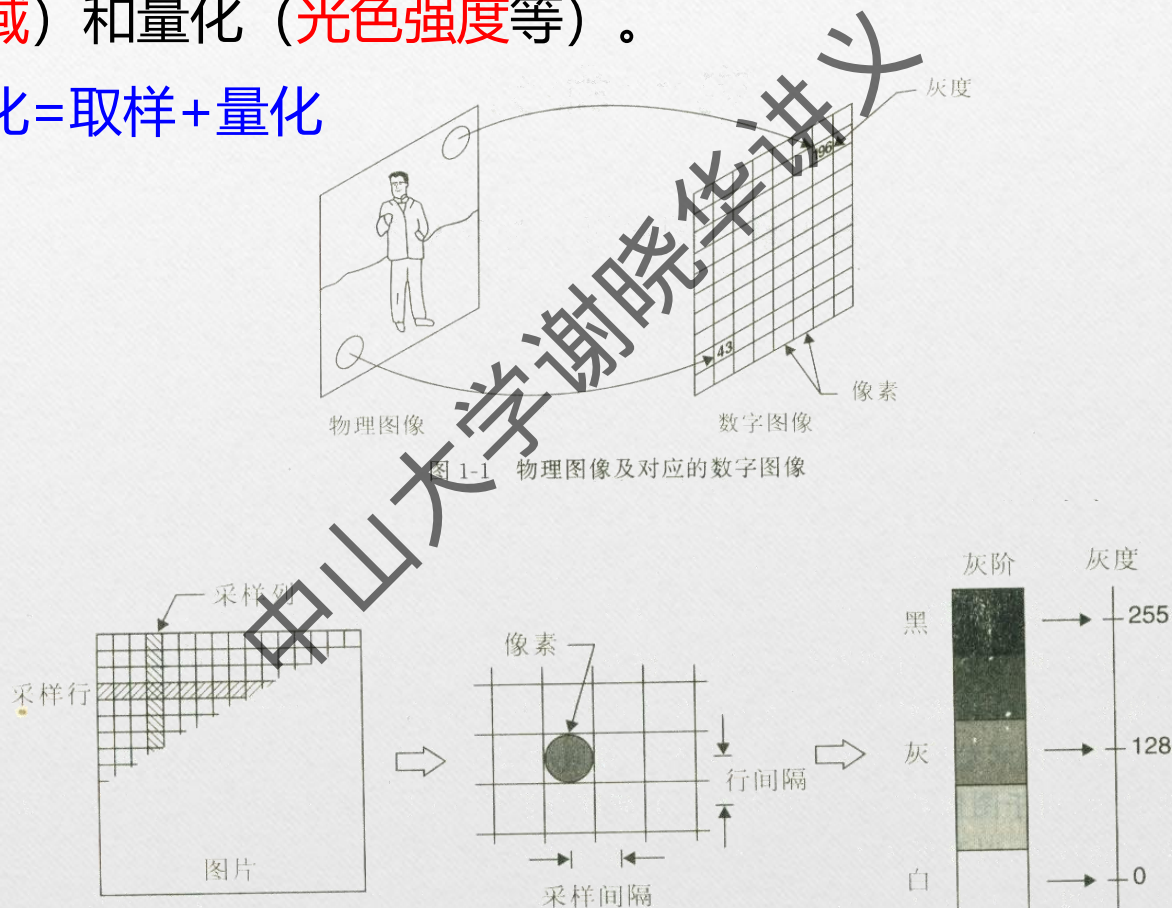 域）和量化（光色强度等）。
化=取样+量化
灰度
196
43
像素
物理图像
数字图像
图 1-1 物理图像及对应的数字图像
中山大学谢晓华讲义
采样列
采样行
图片
像素
行间隔
采样间隔
灰阶
灰度
黑
255
灰
128
白
0